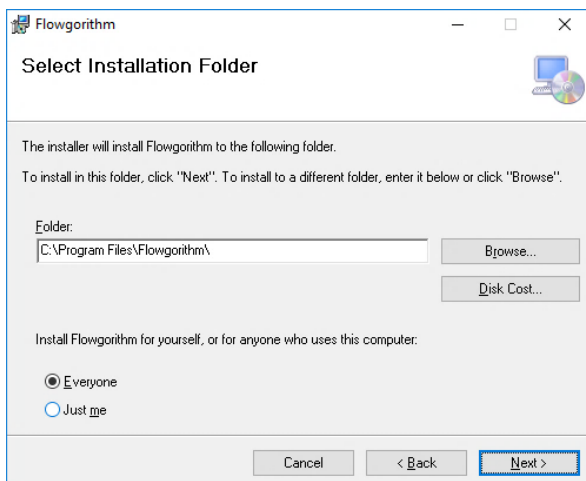 Flowgorithm
Select Installation Folder
The installer will install Flowgorithm to the following folder.
To install in this folder, click "Next". To install to a different folder, enter it below or click "Browse".
Folder:
C:\Program Files\Flowgorithm\
Browse...
Disk Cost...
Install Flowgorithm for yourself, or for anyone who uses this computer:
Everyone
Just me
Cancel
< Back
Next >